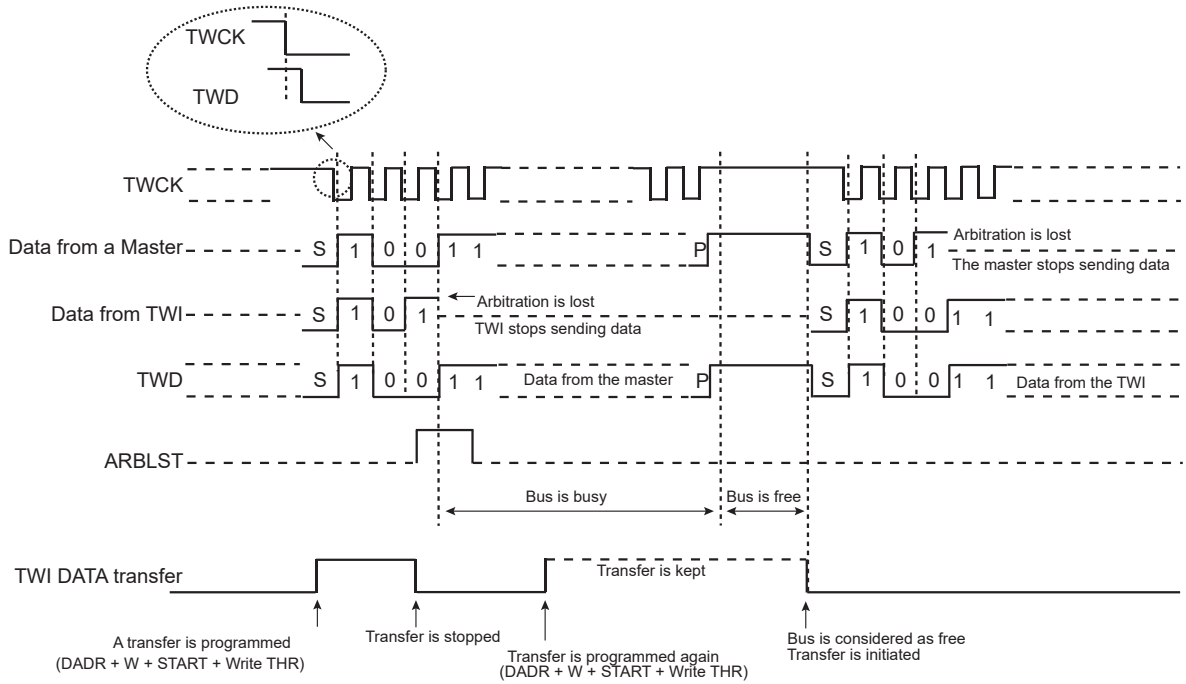 TWCK
TWD
TWCK
Data from a Master
S 1 0 0 1 1
P
S 1 0 1
Arbitration is lost
The master stops sending data
Data from TWI
S 1 0 1
Arbitration is lost
TWI stops sending data
S 1 0 0 1 1
TWD
S 1 0 0 1 1
Data from the master
P
S 1 0 0 1 1
Data from the TWI
ARBLST
Bus is busy
Bus is free
TWI DATA transfer
Transfer is kept
A transfer is programmed
(DADR + W + START + Write THR)
Transfer is stopped
Transfer is programmed again
(DADR + W + START + Write THR)
Bus is considered as free
Transfer is initiated